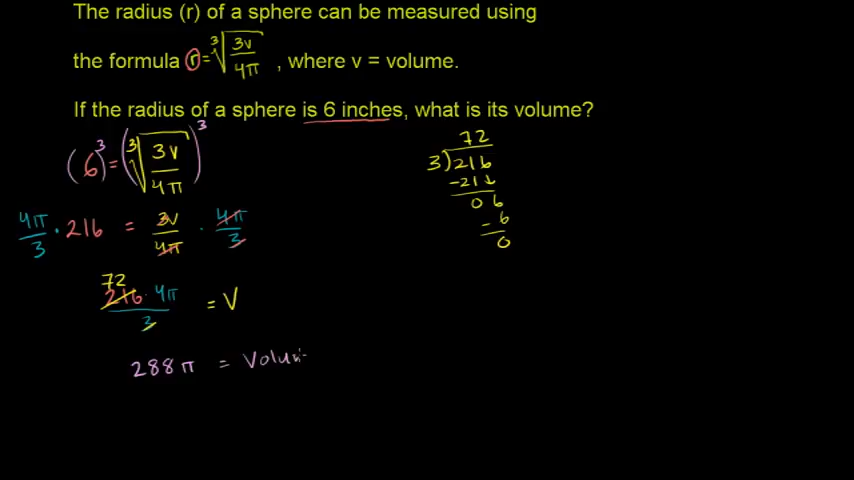 The radius (r) of a sphere can be measured using
the formula r = ∛(3v/4π) , where v = volume.
If the radius of a sphere is 6 inches, what is its volume?
(6)³ = (∛(3v/4π))³
4π/3 · 216 = 3v/4π · 4π/3
72
216 · 4π/3 = V
288π = Volum
72
3)216
-21↓
06
-6
0